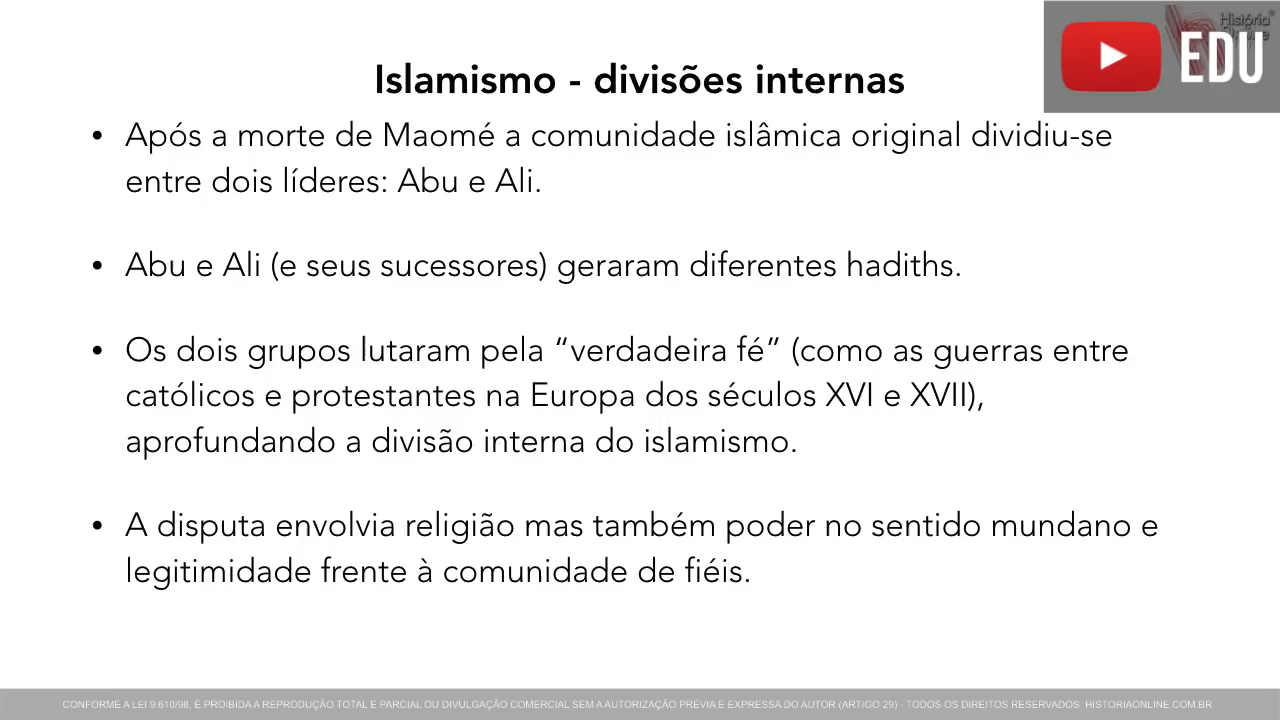 História
Online
EDU
Islamismo - divisões internas
• Após a morte de Maomé a comunidade islâmica original dividiu-se
entre dois líderes: Abu e Ali.
• Abu e Ali (e seus sucessores) geraram diferentes hadiths.
• Os dois grupos lutaram pela “verdadeira fé” (como as guerras entre
católicos e protestantes na Europa dos séculos XVI e XVII),
aprofundando a divisão interna do islamismo.
• A disputa envolvia religião mas também poder no sentido mundano e
legitimidade frente à comunidade de fiéis.
CONFORME A LEI 9.610/98, É PROIBIDA A REPRODUÇÃO TOTAL E PARCIAL OU DIVULGAÇÃO COMERCIAL SEM A AUTORIZAÇÃO PRÉVIA E EXPRESSA DO AUTOR (ARTIGO 29) - TODOS OS DIREITOS RESERVADOS. HISTORIAONLINE.COM.BR